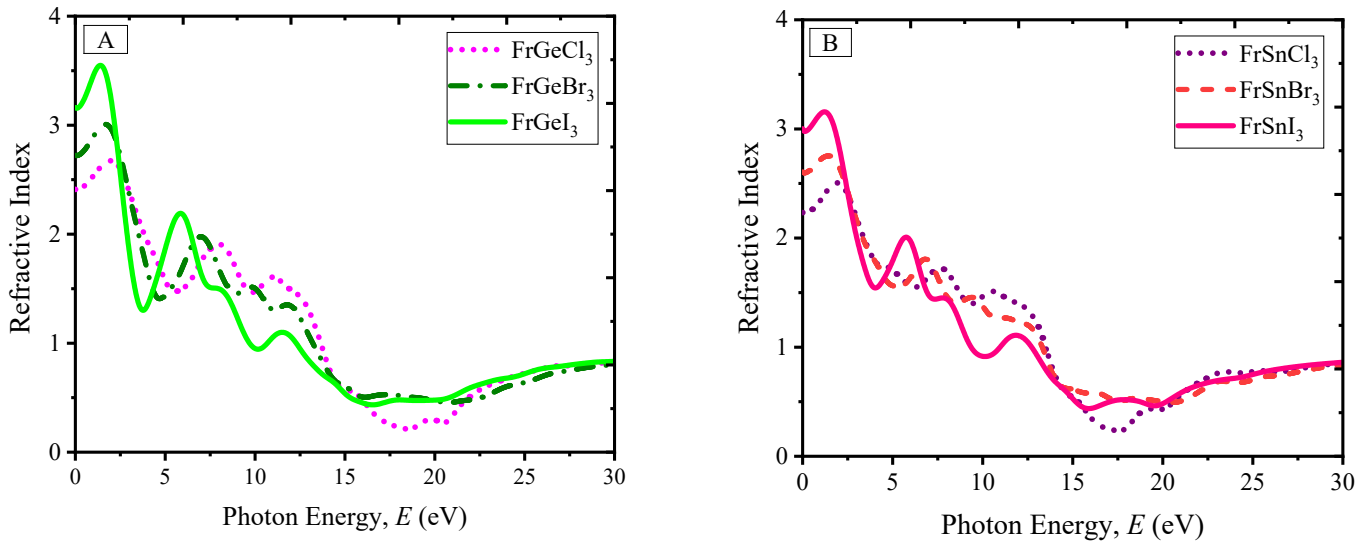 A
FrGeCl3
FrGeBr3
FrGeI3
4
3
2
1
0
Refractive Index
0 5 10 15 20 25 30
Photon Energy, E (eV)
B
FrSnCl3
FrSnBr3
FrSnI3
4
3
2
1
0
Refractive Index
0 5 10 15 20 25 30
Photon Energy, E (eV)